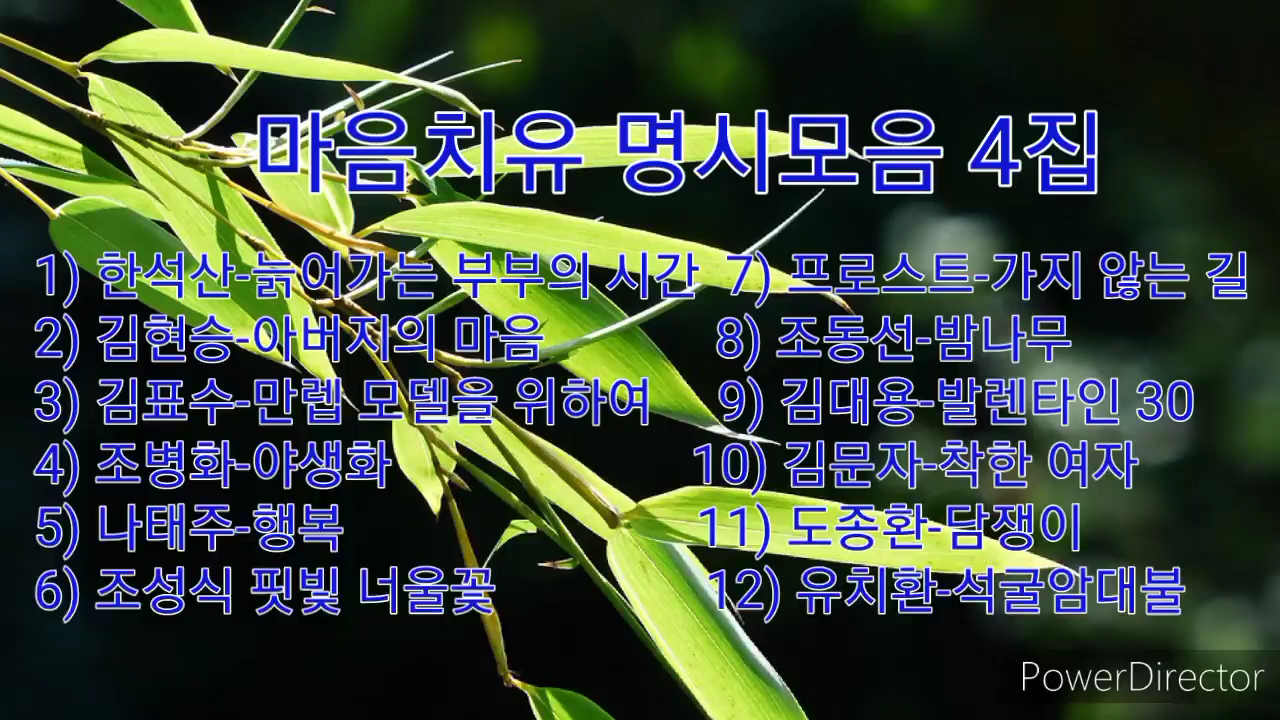 마음치유 명시모음 4집
1) 한석산-늙어가는 부부의 시간
2) 김현승-아버지의 마음
3) 김표수-만렙 모델을 위하여
4) 조병화-야생화
5) 나태주-행복
6) 조성식 핏빛 너울꽃
7) 프로스트-가지 않는 길
8) 조동선-밤나무
9) 김대용-발렌타인 30
10) 김문자-착한 여자
11) 도종환-담쟁이
12) 유치환-석굴암대불
PowerDirector